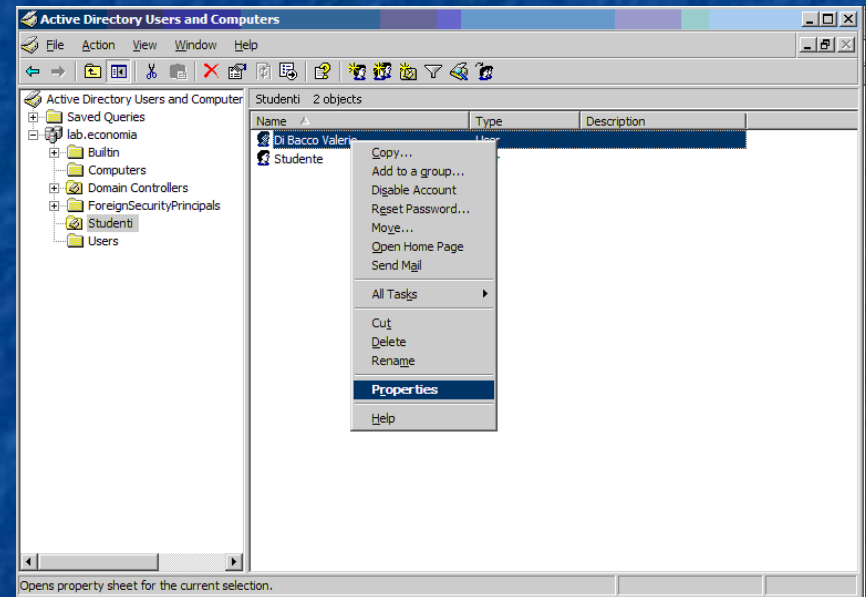 Active Directory Users and Computers
File Action View Window Help
Active Directory Users and Computer
Studenti 2 objects
Saved Queries
lab.economia
Builtin
Computers
Domain Controllers
ForeignSecurityPrincipals
Studenti
Users
Name Type Description
Di Bacco Valerio User
Studente
Copy...
Add to a group...
Disable Account
Reset Password...
Move...
Open Home Page
Send Mail
All Tasks
Cut
Delete
Rename
Properties
Help
Opens property sheet for the current selection.